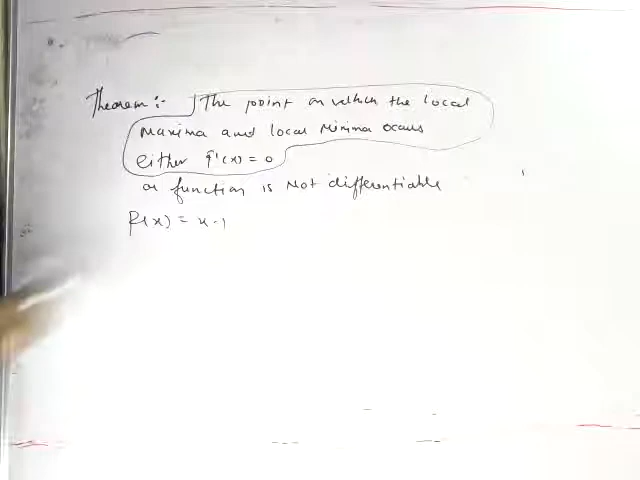 Theorem :- The point on which the local
Maxima and local Minima occurs
either f'(x) = 0
or function is Not differentiable
f(x) = x-1